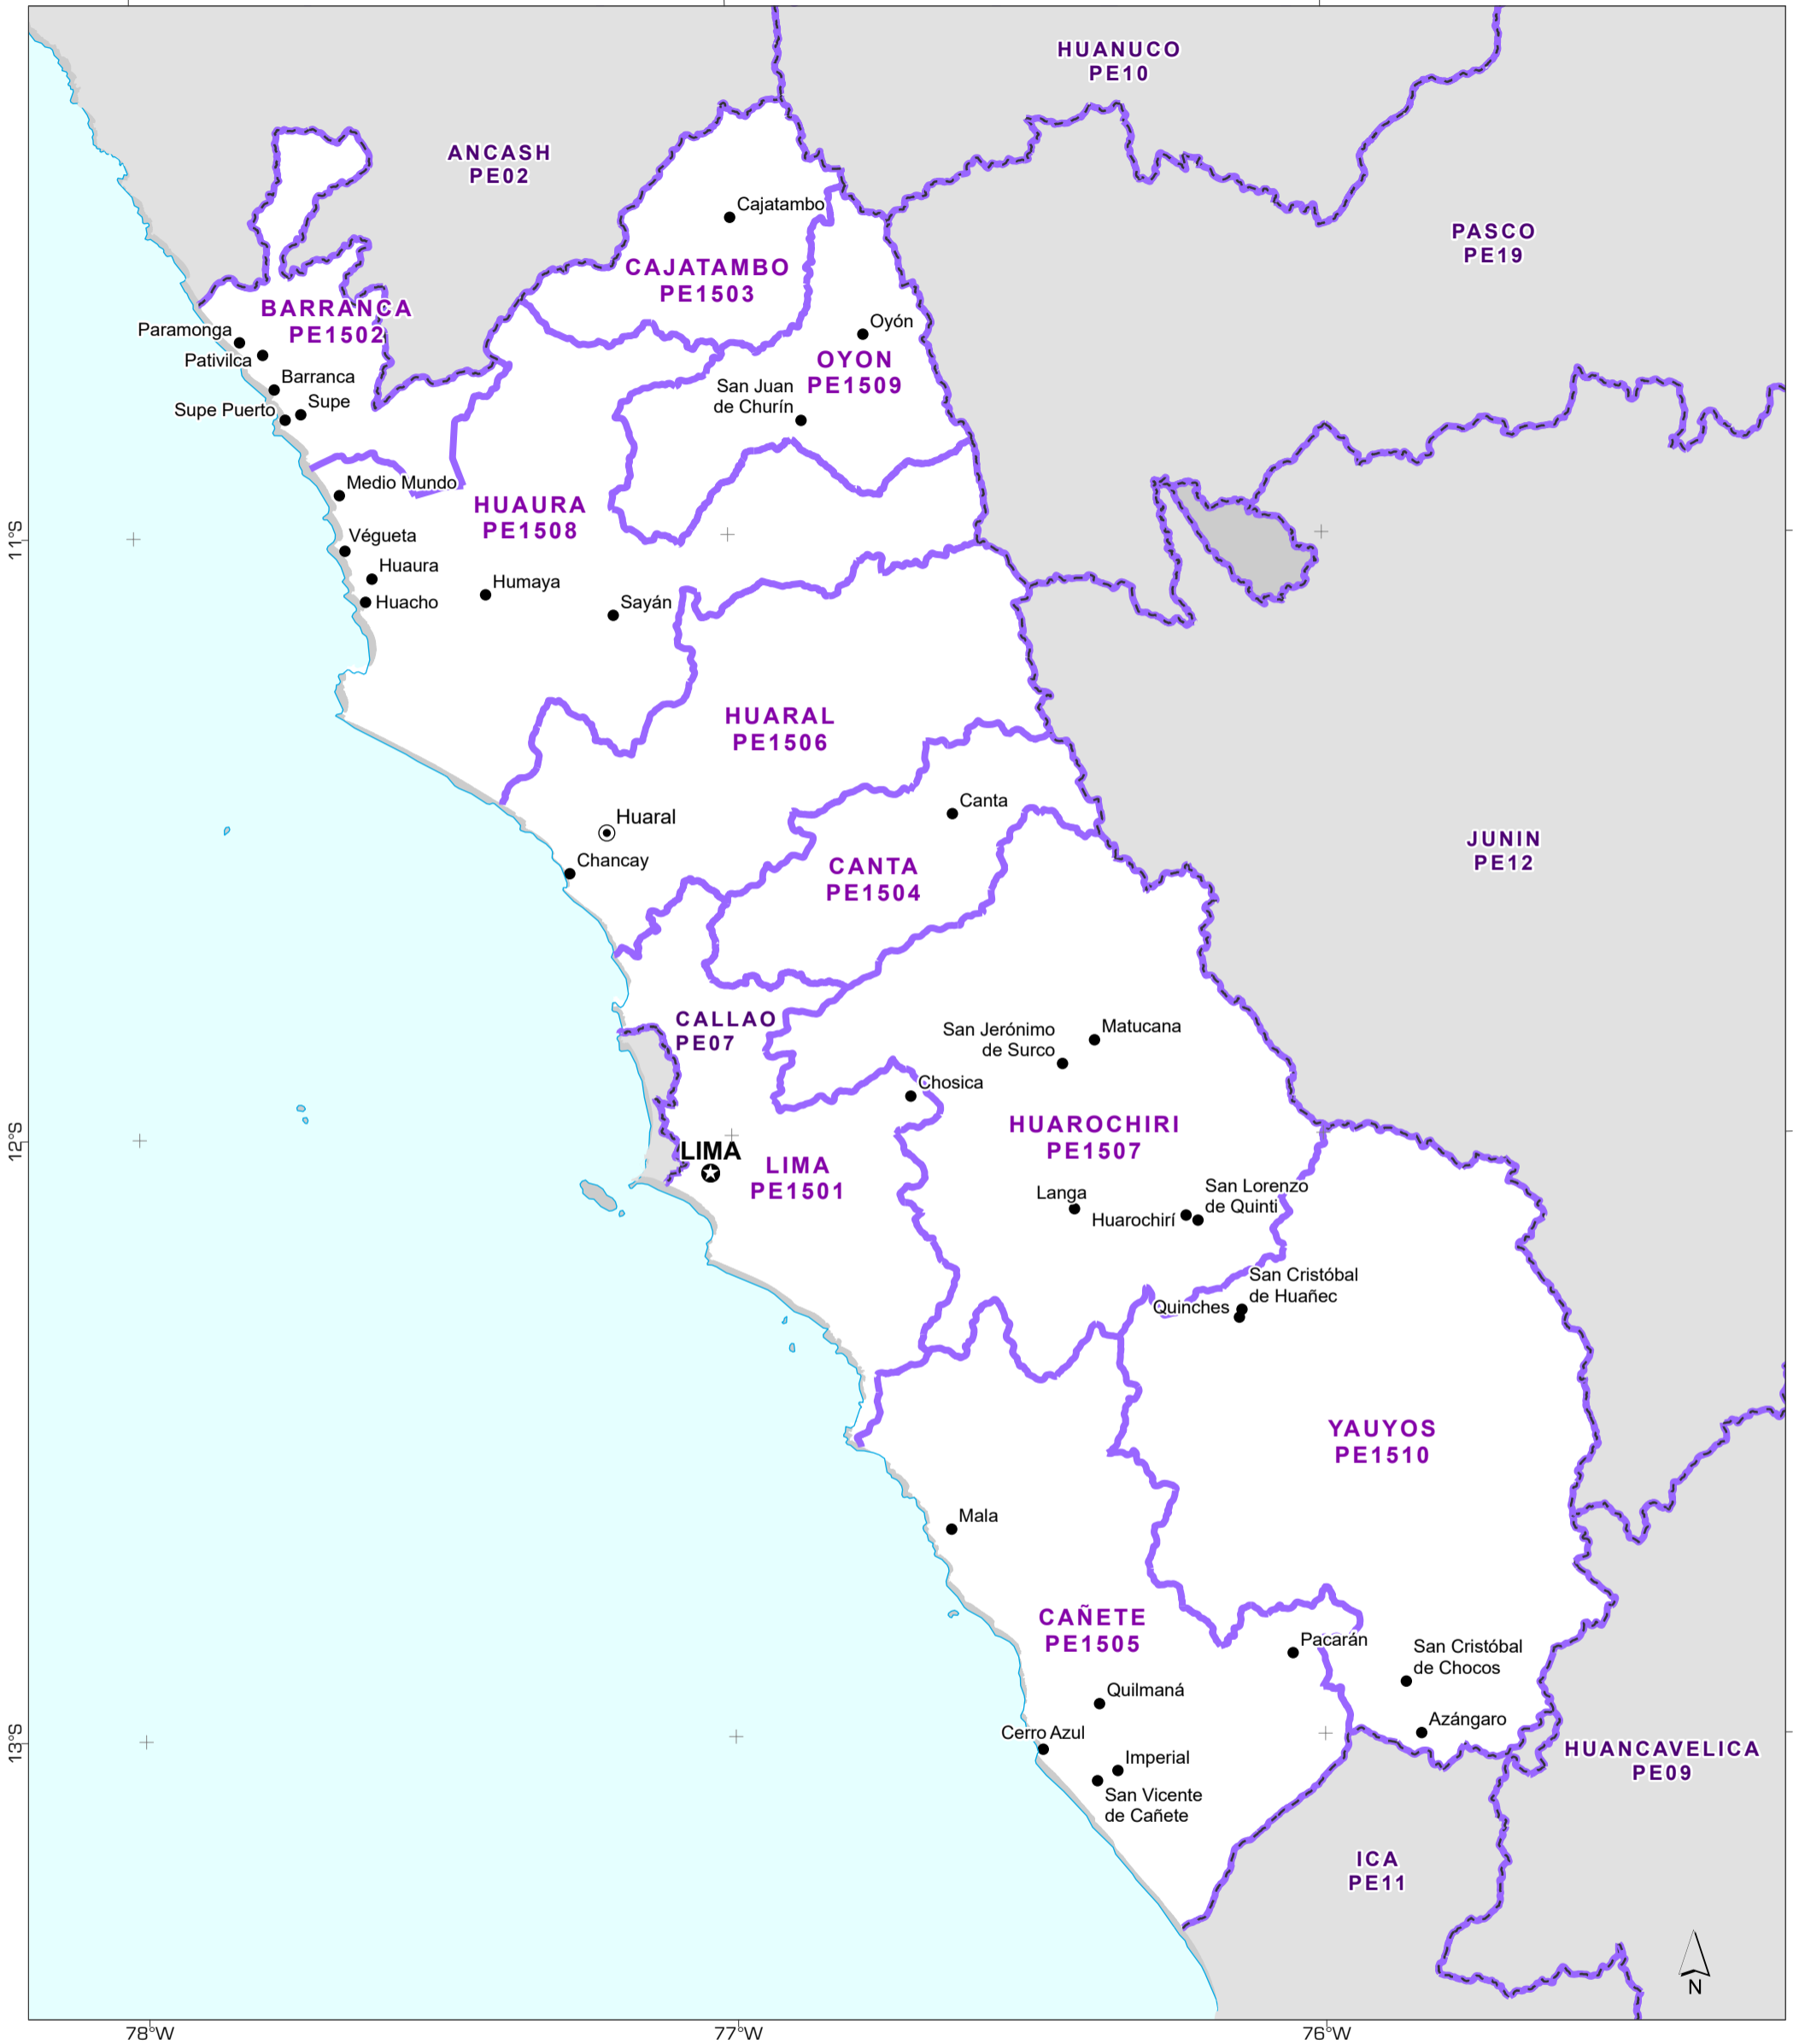 HUANUCO
PE10
ANCASH
PE02
Cajatambo
PASCO
PE19
CAJATAMBO
PE1503
BARRANCA
PE1502
Paramonga
Pativilca
Oyón
OYON
PE1509
Barranca
Supe
Supe Puerto
San Juan
de Churín
Medio Mundo
HUAURA
PE1508
11°S
Végueta
Huaura
Huacho
Humaya
Sayán
HUARAL
PE1506
Canta
Huaral
Chancay
CANTA
PE1504
JUNIN
PE12
CALLAO
PE07
San Jerónimo
de Surco
Matucana
Chosica
HUAROCHIRI
PE1507
12°S
LIMA
LIMA
PE1501
Langa
Huarochirí
San Lorenzo
de Quinti
San Cristóbal
de Huañec
Quinches
YAUYOS
PE1510
Mala
CAÑETE
PE1505
Pacarán
San Cristóbal
de Chocos
Quilmaná
Azángaro
Cerro Azul
13°S
Imperial
San Vicente
de Cañete
HUANCAVELICA
PE09
ICA
PE11
N
78°W
77°W
76°W